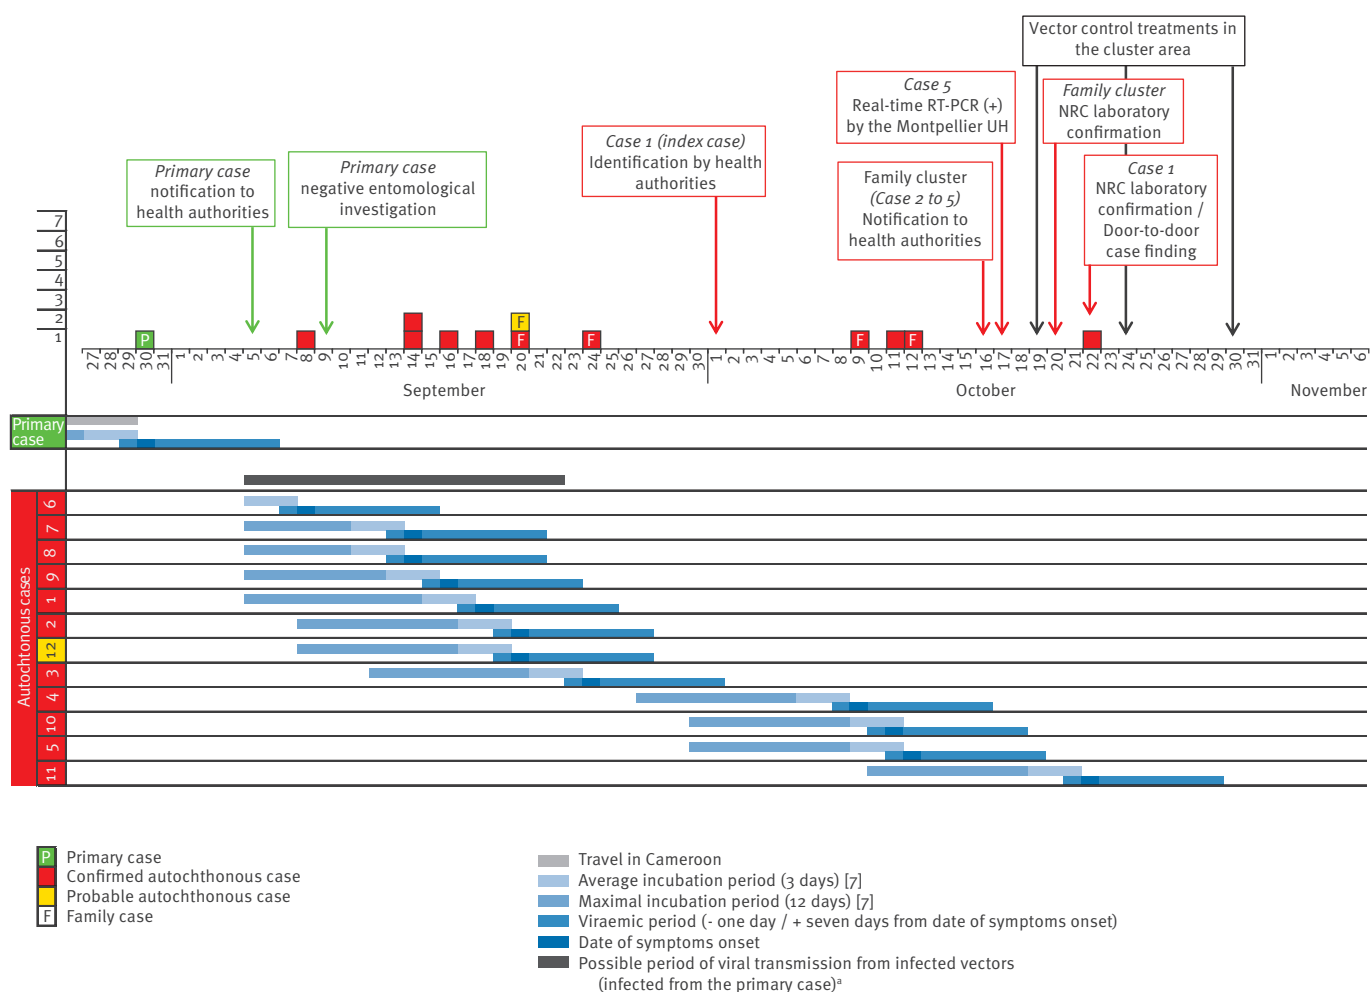 Vector control treatments in
the cluster area
Case 5
Real-time RT-PCR (+)
by the Montpellier UH
Family cluster
NRC laboratory
confirmation
Case 1 (index case)
Identification by health
authorities
Primary case
notification to
health authorities
Primary case
negative entomological
investigation
Family cluster
(Case 2 to 5)
Notification to
health authorities
Case 1
NRC laboratory
confirmation /
Door-to-door
case finding
7
6
5
4
3
2
1
P
F
F
F
F
F
27 28 29 30 31 1 2 3 4 5 6 7 8 9 10 11 12 13 14 15 16 17 18 19 20 21 22 23 24 25 26 27 28 29 30 1 2 3 4 5 6 7 8 9 10 11 12 13 14 15 16 17 18 19 20 21 22 23 24 25 26 27 28 29 30 31 1 2 3 4 5 6
September October November
Primary
case
Autochtonous cases
6
7
8
9
1
2
12
3
4
10
5
11
P Primary case
Confirmed autochthonous case
Probable autochthonous case
F Family case
Travel in Cameroon
Average incubation period (3 days) [7]
Maximal incubation period (12 days) [7]
Viraemic period (- one day / + seven days from date of symptoms onset)
Date of symptoms onset
Possible period of viral transmission from infected vectors
(infected from the primary case)ª